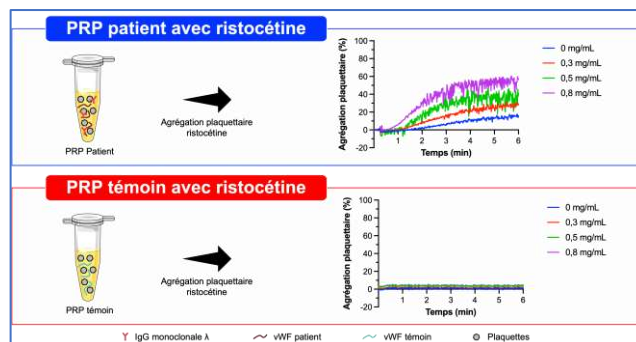 PRP patient avec ristocétine
PRP Patient
Agrégation plaquettaire
ristocétine
Agrégation plaquettaire (%)
100
80
60
40
20
0
-20
1 2 3 4 5 6
Temps (min)
0 mg/mL
0,3 mg/mL
0,5 mg/mL
0,8 mg/mL
PRP témoin avec ristocétine
PRP témoin
Agrégation plaquettaire
ristocétine
Agrégation plaquettaire (%)
100
80
60
40
20
0
-20
1 2 3 4 5 6
Temps (min)
0 mg/mL
0,3 mg/mL
0,5 mg/mL
0,8 mg/mL
IgG monoclonale λ vWF patient vWF témoin Plaquettes